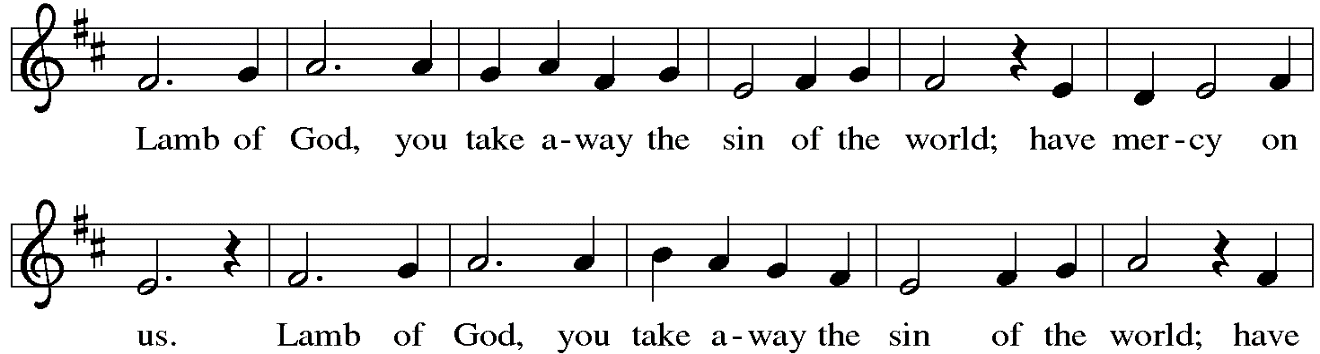 Lamb of God, you take a-way the sin of the world; have mer-cy on
us. Lamb of God, you take a-way the sin of the world; have